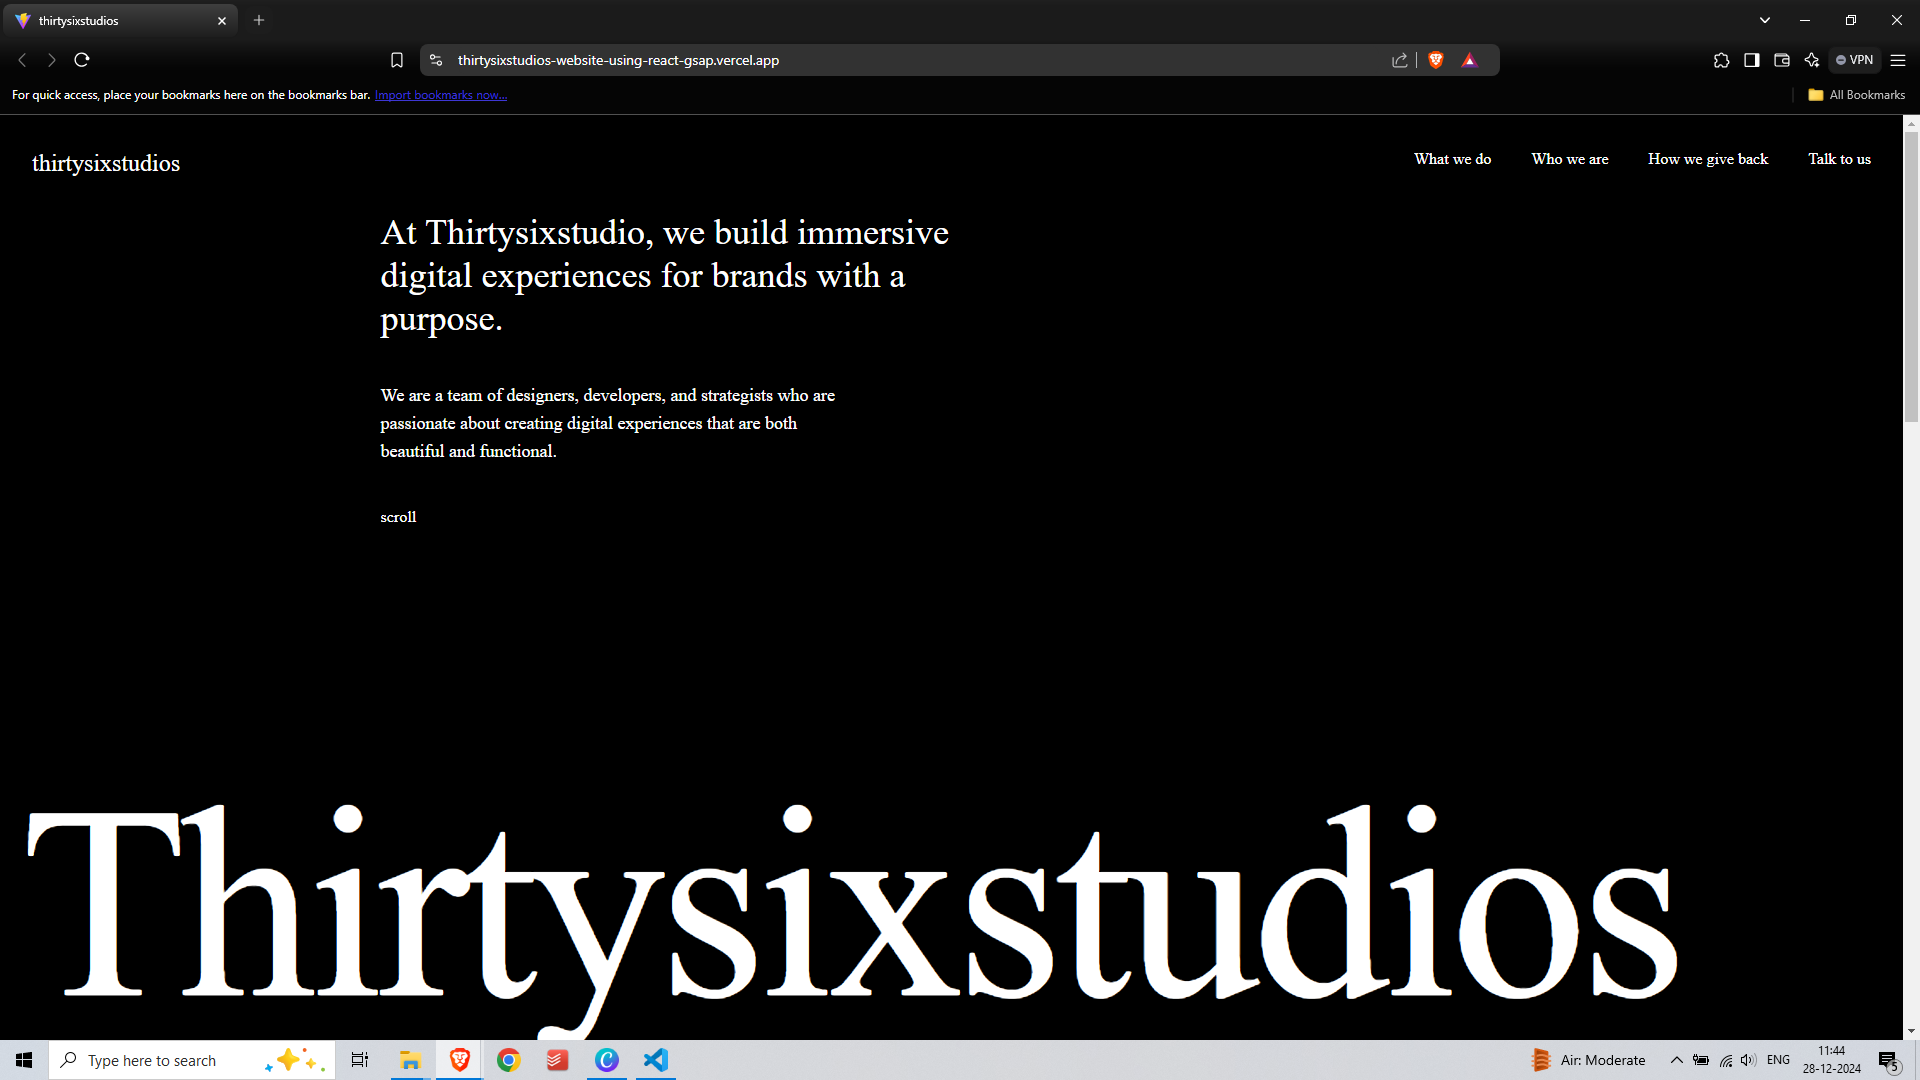 thirtysixstudios
thirtysixstudios-website-using-react-gsap.vercel.app
VPN
For quick access, place your bookmarks here on the bookmarks bar. Import bookmarks now...
All Bookmarks
thirtysixstudios
What we do
Who we are
How we give back
Talk to us
At Thirtysixstudio, we build immersive
digital experiences for brands with a
purpose.
We are a team of designers, developers, and strategists who are
passionate about creating digital experiences that are both
beautiful and functional.
scroll
Thirtysixstudios
Type here to search
Air: Moderate
ENG
11:44
28-12-2024
5